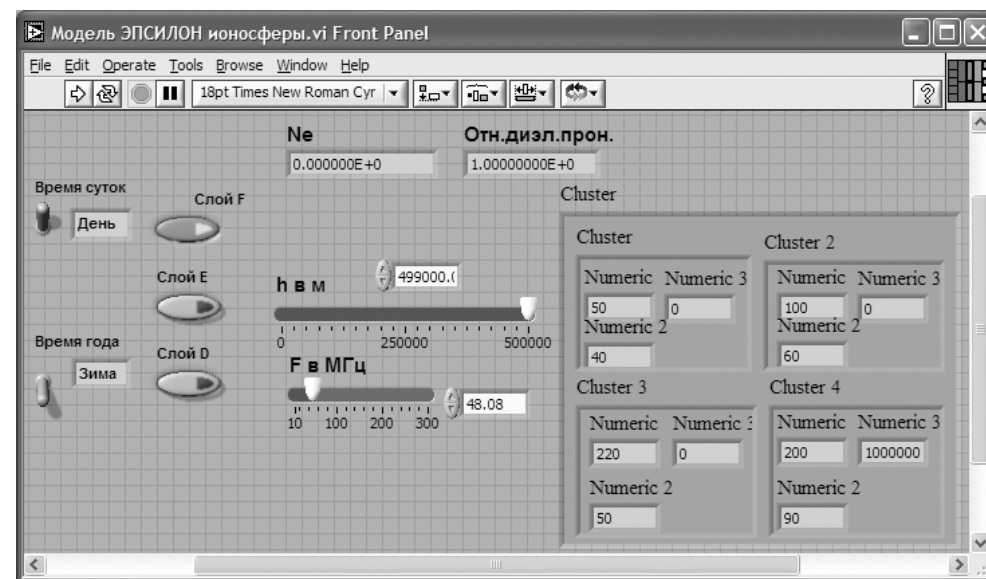 Модель ЭПСИЛОН ионосферы.vi Front Panel
File Edit Operate Tools Browse Window Help
18pt Times New Roman Cyr
Ne
0.000000E+0
Отн.диэл.прон.
1.00000000E+0
Время суток
День
Слой F
Слой E
Время года
Зима
Слой D
h в м
499000.(
0 250000 500000
F в МГц
48.08
10 100 200 300
Cluster
Cluster
Numeric Numeric 3
50 0
Numeric 2
40
Cluster 2
Numeric Numeric 3
100 0
Numeric 2
60
Cluster 3
Numeric Numeric 3
220 0
Numeric 2
50
Cluster 4
Numeric Numeric 3
200 1000000
Numeric 2
90